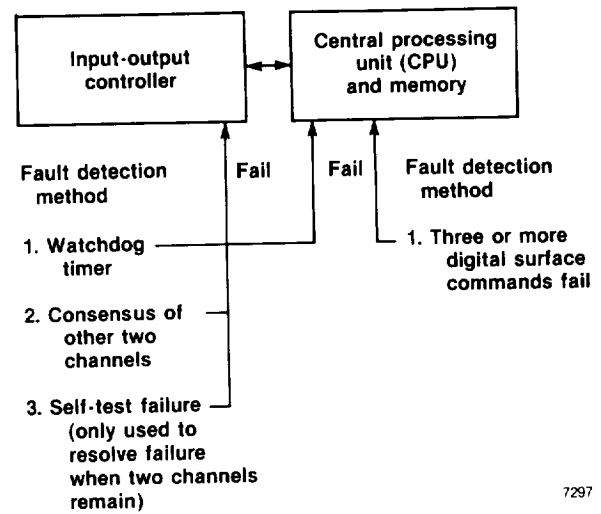 Input-output
controller
Central processing
unit (CPU)
and memory
Fault detection
method
Fail
Fail
Fault detection
method
1. Watchdog
timer
1. Three or more
digital surface
commands fail
2. Consensus of
other two
channels
3. Self-test failure
(only used to
resolve failure
when two channels
remain)
7297